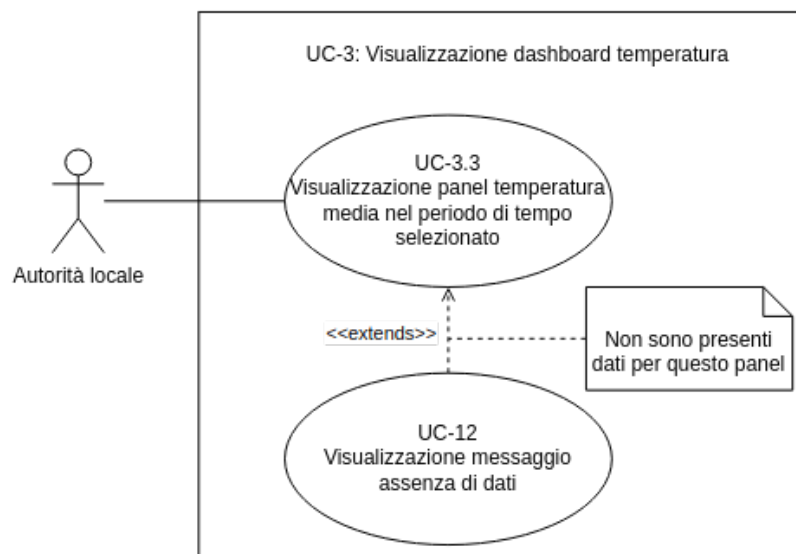 UC-3: Visualizzazione dashboard temperatura
UC-3.3
Visualizzazione panel temperatura
media nel periodo di tempo
selezionato
Autorità locale
<<extends>>
Non sono presenti
dati per questo panel
UC-12
Visualizzazione messaggio
assenza di dati